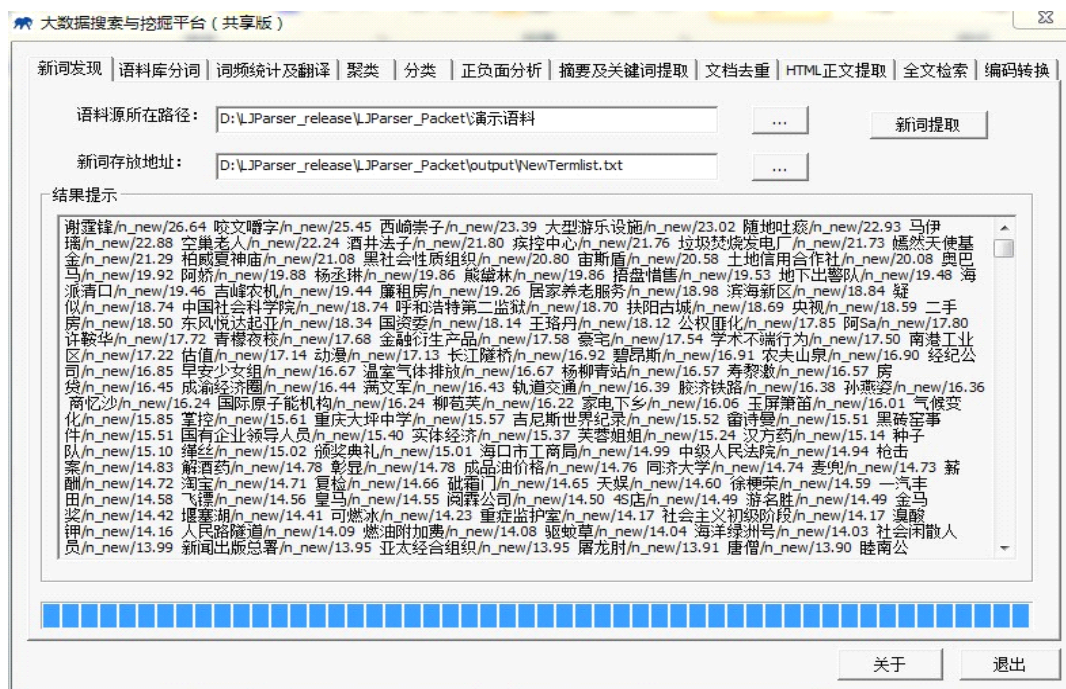 大数据搜索与挖掘平台（共享版）
新词发现 语料库分词 词频统计及翻译 聚类 分类 正负面分析 摘要及关键词提取 文档去重 HTML正文提取 全文检索 编码转换
语料源所在路径： D:\LJParser_release\LJParser_Packet\演示语料 ... 新词提取
新词存放地址： D:\LJParser_release\LJParser_Packet\output\NewTermlist.txt ...
结果提示
谢霆锋/n_new/26.64 咬文嚼字/n_new/25.45 西崎崇子/n_new/23.39 大型游乐设施/n_new/23.02 随地吐痰/n_new/22.93 马伊
璃/n_new/22.88 空巢老人/n_new/22.24 酒井法子/n_new/21.80 疾控中心/n_new/21.76 垃圾焚烧发电厂/n_new/21.73 嫣然天使基
金/n_new/21.29 柏威夏神庙/n_new/21.08 黑社会性质组织/n_new/20.80 宙斯盾/n_new/20.58 土地信用合作社/n_new/20.08 奥巴
马/n_new/19.92 阿娇/n_new/19.88 杨丞琳/n_new/19.86 熊黛林/n_new/19.86 捂盘惜售/n_new/19.53 地下出警队/n_new/19.48 海
派清口/n_new/19.46 吉峰农机/n_new/19.44 廉租房/n_new/19.26 居家养老服务/n_new/18.98 滨海新区/n_new/18.84 疑
似/n_new/18.74 中国社会科学院/n_new/18.74 呼和浩特第二监狱/n_new/18.70 扶阳古城/n_new/18.69 央视/n_new/18.59 二手
房/n_new/18.50 东风悦达起亚/n_new/18.34 国资委/n_new/18.14 王珞丹/n_new/18.12 公权匪化/n_new/17.85 阿Sa/n_new/17.80
许鞍华/n_new/17.72 青檬夜校/n_new/17.68 金融衍生产品/n_new/17.58 豪宅/n_new/17.54 学术不端行为/n_new/17.50 南港工业
区/n_new/17.22 估值/n_new/17.14 动漫/n_new/17.13 长江隧桥/n_new/16.92 碧昂斯/n_new/16.91 农夫山泉/n_new/16.90 经纪公
司/n_new/16.85 早安少女组/n_new/16.67 温室气体排放/n_new/16.67 杨柳青站/n_new/16.57 寿黎激/n_new/16.57 房
贷/n_new/16.45 成渝经济圈/n_new/16.44 满文军/n_new/16.43 轨道交通/n_new/16.39 胶济铁路/n_new/16.38 孙燕姿/n_new/16.36
商忆沙/n_new/16.24 国际原子能机构/n_new/16.24 柳苞芙/n_new/16.22 家电下乡/n_new/16.06 玉屏箫笛/n_new/16.01 气候变
化/n_new/15.85 掌控/n_new/15.61 重庆大坪中学/n_new/15.57 吉尼斯世界纪录/n_new/15.52 畲诗曼/n_new/15.51 黑砖窑事
件/n_new/15.51 国有企业领导人员/n_new/15.40 实体经济/n_new/15.37 芙蓉姐姐/n_new/15.24 汉方药/n_new/15.14 种子
队/n_new/15.10 绛丝/n_new/15.02 颁奖典礼/n_new/15.01 海口市工商局/n_new/14.99 中级人民法院/n_new/14.94 枪击
案/n_new/14.83 解酒药/n_new/14.78 彰显/n_new/14.78 成品油价格/n_new/14.76 同济大学/n_new/14.74 麦兜/n_new/14.73 薪
酬/n_new/14.72 淘宝/n_new/14.71 复检/n_new/14.66 砒霜门/n_new/14.65 天娱/n_new/14.60 徐梗荣/n_new/14.59 一汽丰
田/n_new/14.58 飞镖/n_new/14.56 皇马/n_new/14.55 阅霖公司/n_new/14.50 4S店/n_new/14.49 游名胜/n_new/14.49 金马
奖/n_new/14.42 堰塞湖/n_new/14.41 可燃冰/n_new/14.23 重症监护室/n_new/14.17 社会主义初级阶段/n_new/14.17 溴酸
钾/n_new/14.16 人民路隧道/n_new/14.09 燃油附加费/n_new/14.08 驱蚊草/n_new/14.04 海洋绿洲号/n_new/14.03 社会闲散人
员/n_new/13.99 新闻出版总署/n_new/13.95 亚太经合组织/n_new/13.95 屠龙肘/n_new/13.91 唐僧/n_new/13.90 睦南公
关于 退出